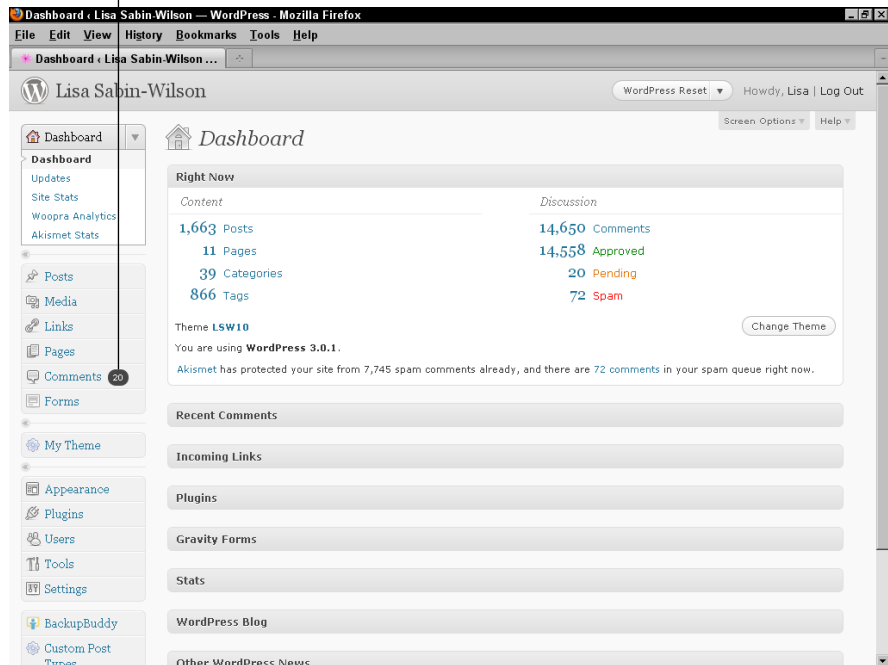 Dashboard ‹ Lisa Sabin-Wilson — WordPress - Mozilla Firefox
File Edit View History Bookmarks Tools Help
Dashboard ‹ Lisa Sabin-Wilson ...
Lisa Sabin-Wilson
WordPress Reset
Howdy, Lisa | Log Out
Screen Options
Help
Dashboard
Dashboard
Updates
Site Stats
Woopra Analytics
Akismet Stats
Posts
Media
Links
Pages
Comments 20
Forms
My Theme
Appearance
Plugins
Users
Tools
Settings
BackupBuddy
Custom Post
Types
Dashboard
Right Now
Content
1,663 Posts
11 Pages
39 Categories
866 Tags
Discussion
14,650 Comments
14,558 Approved
20 Pending
72 Spam
Theme LSW10
Change Theme
You are using WordPress 3.0.1.
Akismet has protected your site from 7,745 spam comments already, and there are 72 comments in your spam queue right now.
Recent Comments
Incoming Links
Plugins
Gravity Forms
Stats
WordPress Blog
Other WordPress News